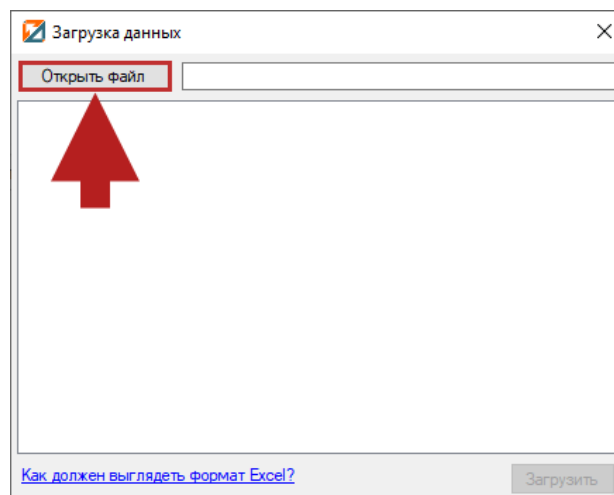 Загрузка данных
Открыть файл
Как должен выглядеть формат Excel?
Загрузить